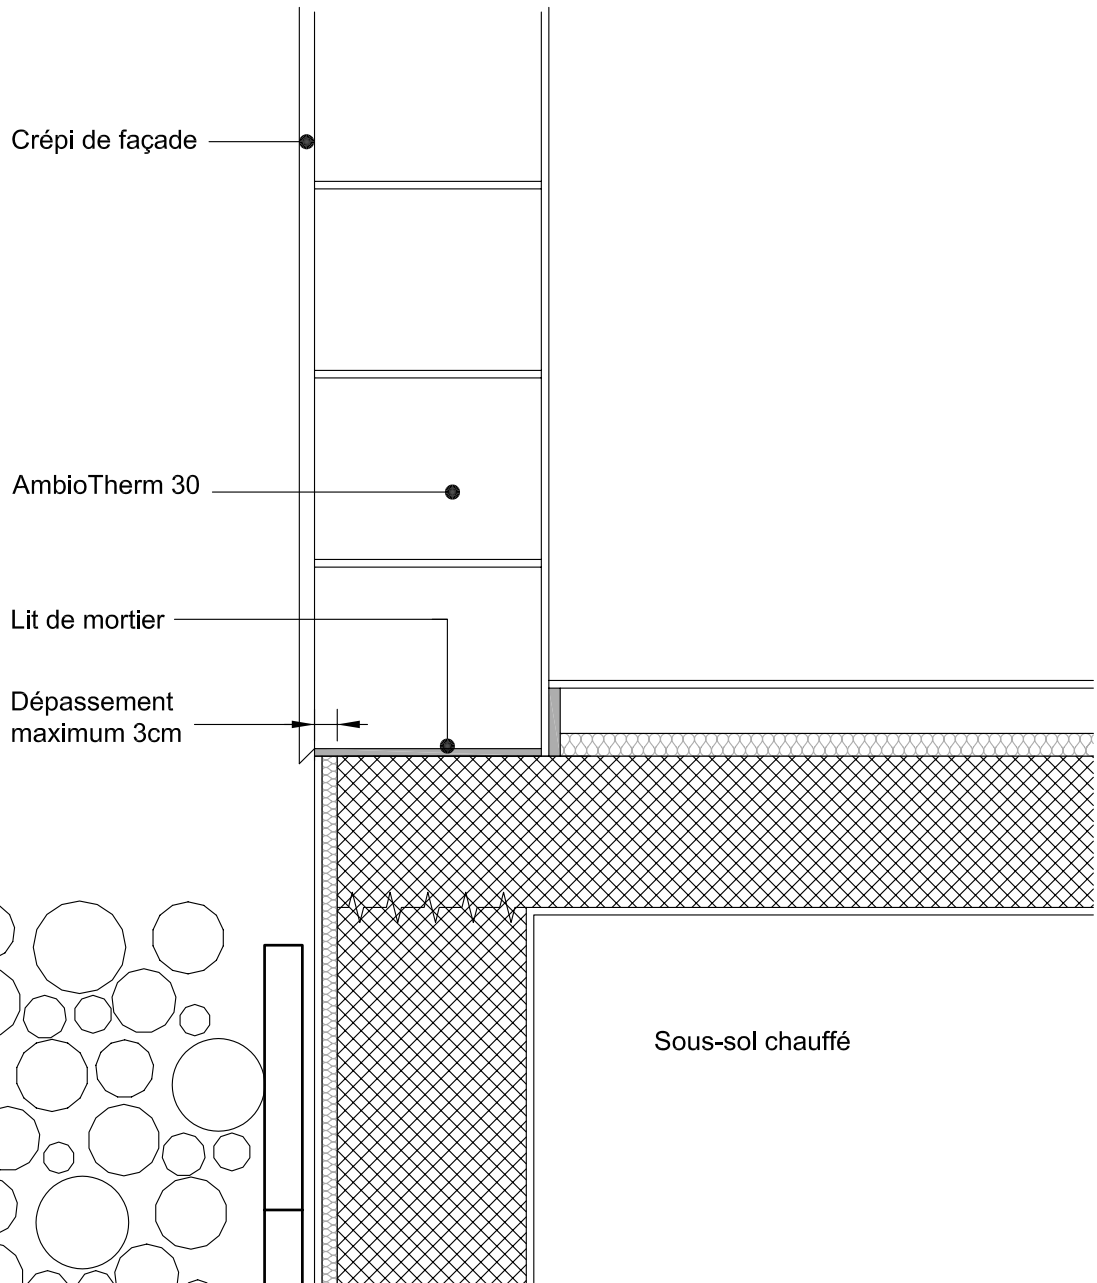 Crépi de façade
AmbioTherm 30
Lit de mortier
Dépassement
maximum 3cm
Sous-sol chauffé